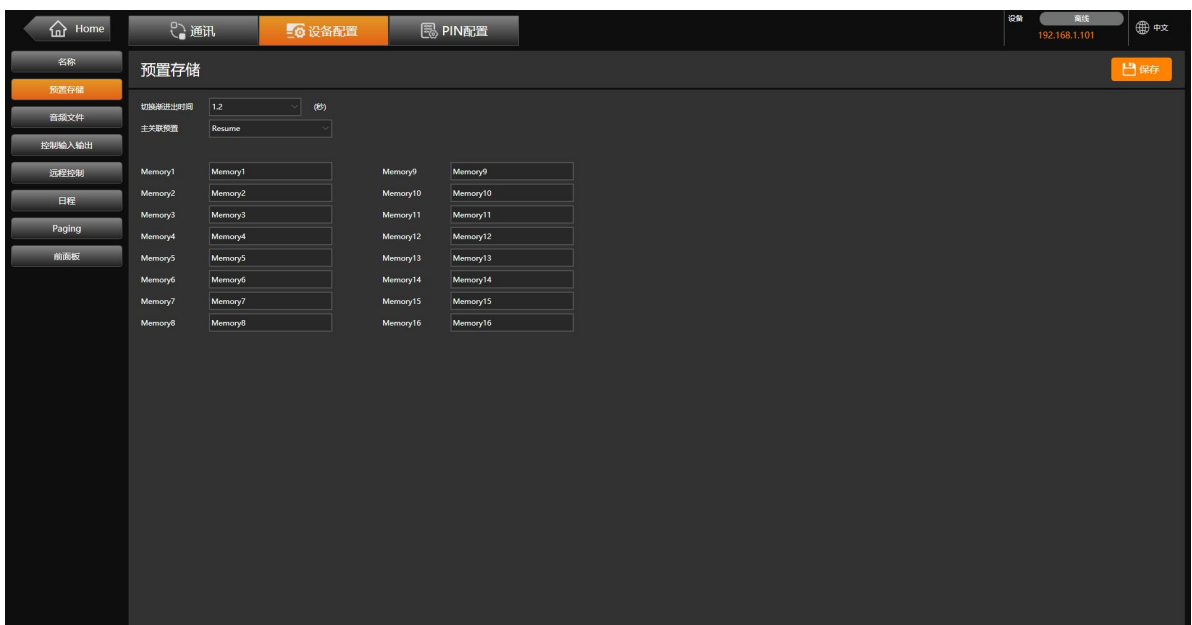 Home
通讯
设备配置
PIN配置
设备
离线
192.168.1.101
中文
名称
预置存储
音频文件
控制输入输出
远程控制
日程
Paging
前面板
预置存储
保存
切换渐进出时间 1.2 (秒)
主关联预置 Resume
Memory1 Memory1 Memory9 Memory9
Memory2 Memory2 Memory10 Memory10
Memory3 Memory3 Memory11 Memory11
Memory4 Memory4 Memory12 Memory12
Memory5 Memory5 Memory13 Memory13
Memory6 Memory6 Memory14 Memory14
Memory7 Memory7 Memory15 Memory15
Memory8 Memory8 Memory16 Memory16